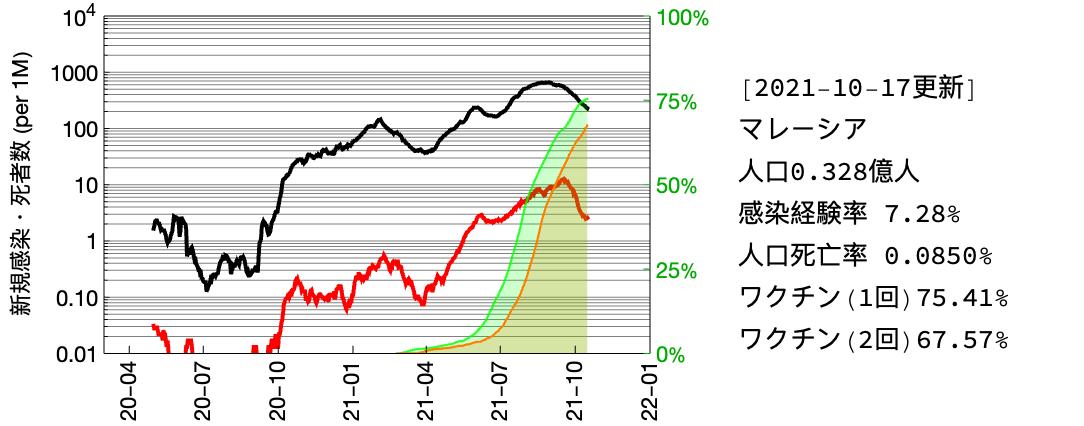 新規感染・死者数 (per 1M)
10^4
1000
100
10
1
0.10
0.01
100%
75%
50%
25%
0%
20-04
20-07
20-10
21-01
21-04
21-07
21-10
22-01
[2021-10-17更新]
マレーシア
人口0.328億人
感染経験率 7.28%
人口死亡率 0.0850%
ワクチン(1回)75.41%
ワクチン(2回)67.57%